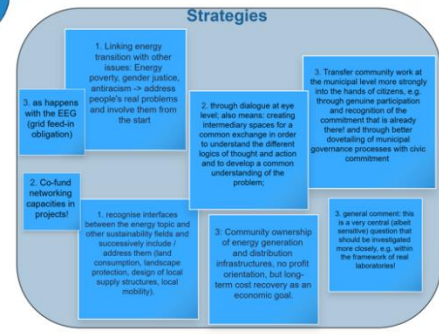 Strategies
1. Linking energy
transition with other
issues: Energy
poverty, gender justice,
antiracism -> address
people's real problems
and involve them from
the start
3. as happens
with the EEG
(grid feed-in
obligation)
2. through dialogue at eye
level; also means: creating
intermediary spaces for a
common exchange in order
to understand the different
logics of thought and action
and to develop a common
understanding of the
problem;
3. Transfer community work at
the municipal level more strongly
into the hands of citizens, e.g.
through genuine participation
and recognition of the
commitment that is already
there! and through better
dovetailing of municipal
governance processes with civic
commitment
2. Co-fund
networking
capacities in
projects!
1. recognise interfaces
between the energy topic and
other sustainability fields and
successively include /
address them (land
consumption, landscape
protection, design of local
supply structures, local
mobility).
3: Community ownership
of energy generation
and distribution
infrastructures, no profit
orientation, but long-
term cost recovery as an
economic goal.
3. general comment: this
is a very central (albeit
sensitive) question that
should be investigated
more closely, e.g. within
the framework of real
laboratories!